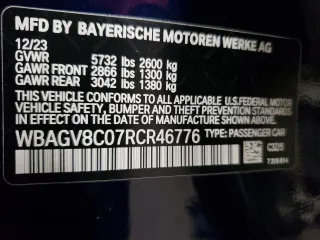 MFD BY BAYERISCHE MOTOREN WERKE AG
12/23
GVWR 5732 lbs 2600 kg
GAWR FRONT 2866 lbs 1300 kg
GAWR REAR 3042 lbs 1380 kg
THIS VEHICLE CONFORMS TO ALL APPLICABLE U.S. FEDERAL MOTOR
VEHICLE SAFETY, BUMPER, AND THEFT PREVENTION STANDARDS
IN EFFECT ON THE DATE OF MANUFACTURE SHOWN ABOVE.
WBAGV8C07RCR46776 TYPE: PASSENGER CAR